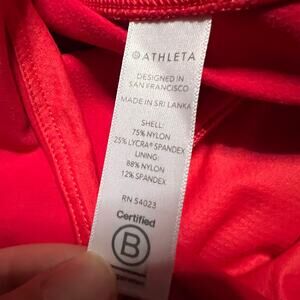 ATHLETA
DESIGNED IN
SAN FRANCISCO
MADE IN SRI LANKA
SHELL:
75% NYLON
25% LYCRA® SPANDEX
LINING:
88% NYLON
12% SPANDEX
RN 54023
Certified
B